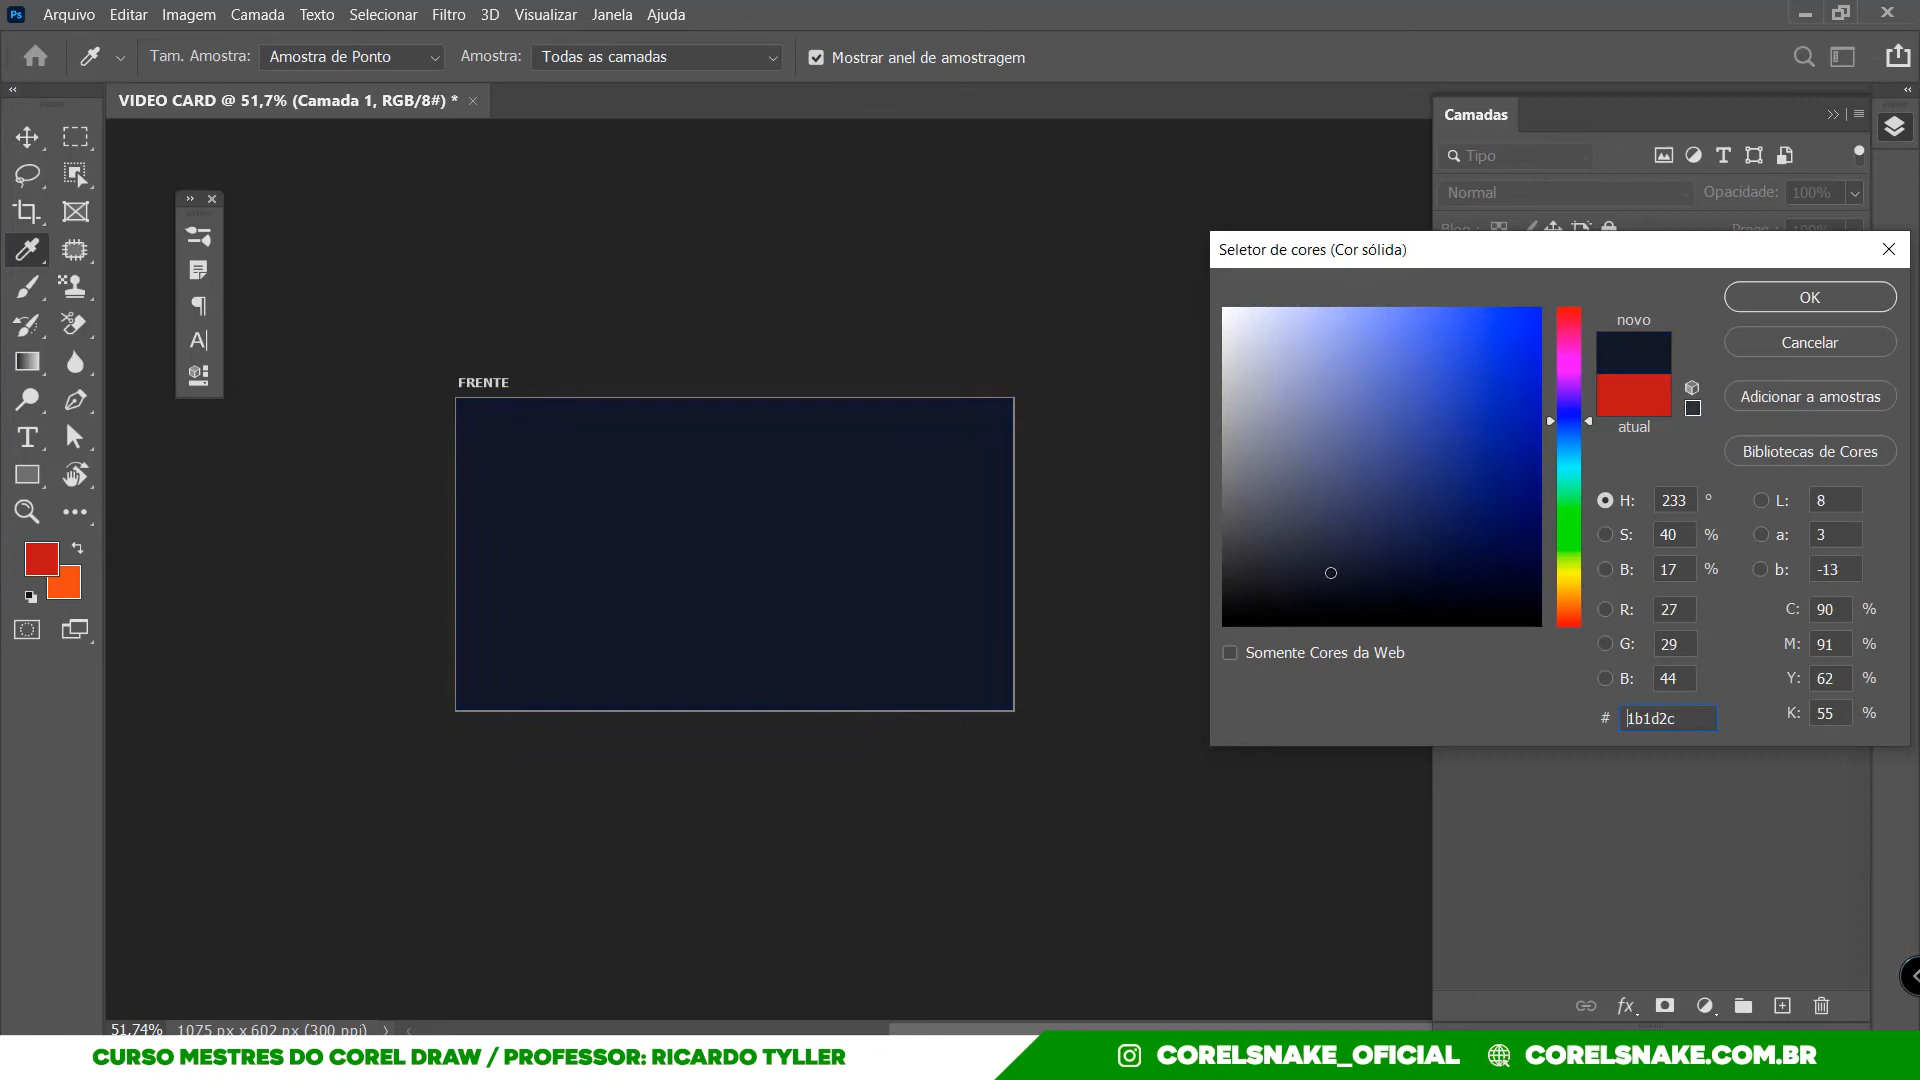 Ps Arquivo Editar Imagem Camada Texto Selecionar Filtro 3D Visualizar Janela Ajuda
Tam. Amostra: Amostra de Ponto Amostra: Todas as camadas Mostrar anel de amostragem
VIDEO CARD @ 51,7% (Camada 1, RGB/8#) *
Camadas
Tipo
Normal Opacidade: 100%
Seletor de cores (Cor sólida)
novo
atual
OK
Cancelar
Adicionar a amostras
Bibliotecas de Cores
FRENTE
H: 233 ° L: 8
S: 40 % a: 3
B: 17 % b: -13
R: 27 C: 90 %
G: 29 M: 91 %
B: 44 Y: 62 %
# 1b1d2c K: 55 %
Somente Cores da Web
51,74% 1075 px x 602 px (300 ppi)
CURSO MESTRES DO COREL DRAW / PROFESSOR: RICARDO TYLLER
CORELSNAKE_OFICIAL CORELSNAKE.COM.BR